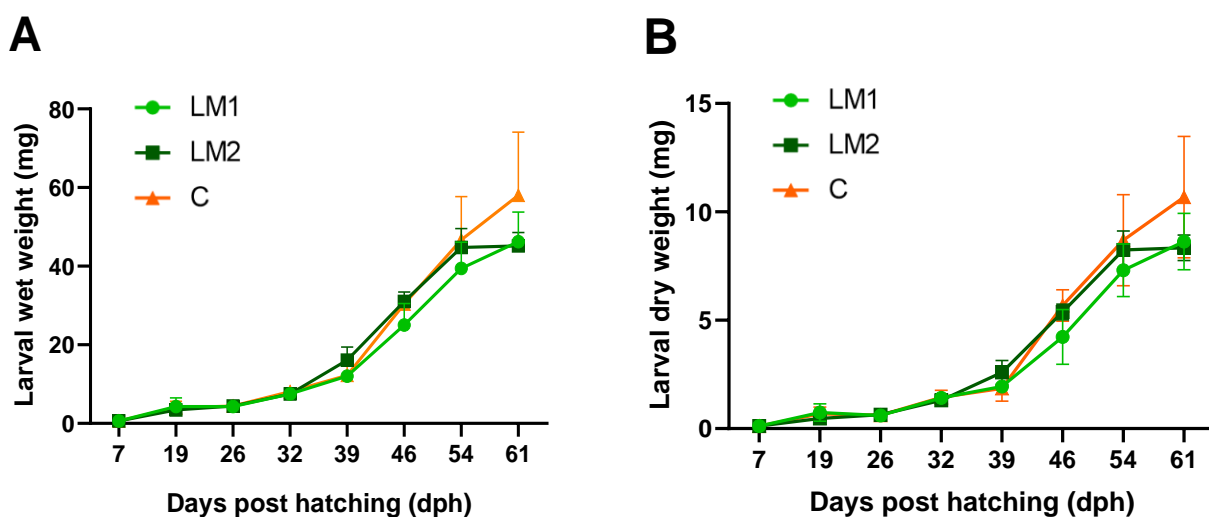 A
LM1
LM2
C
Larval wet weight (mg)
80
60
40
20
0
7 19 26 32 39 46 54 61
Days post hatching (dph)
B
LM1
LM2
C
Larval dry weight (mg)
15
10
5
0
7 19 26 32 39 46 54 61
Days post hatching (dph)